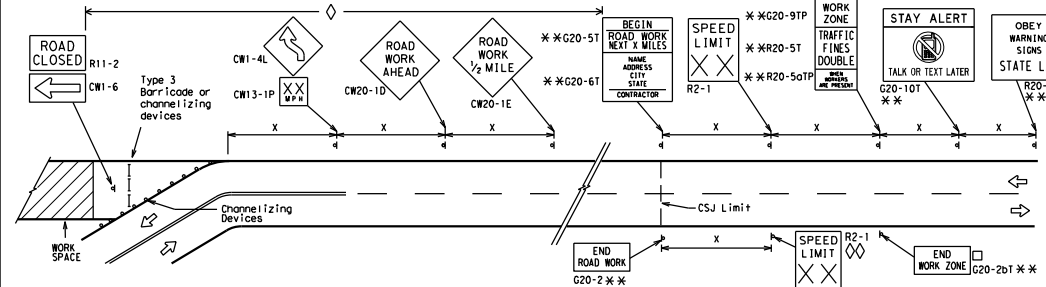 ◇
ROAD
CLOSED
R11-2
CW1-6
Type 3
Barricade or
channelizing
devices
CW1-4L
XX
MPH
CW13-1P
ROAD
WORK
AHEAD
CW20-1D
ROAD
WORK
1/2 MILE
CW20-1E
BEGIN
ROAD WORK
NEXT X MILES
NAME
ADDRESS
CITY
STATE
CONTRACTOR
**G20-5T
**G20-6T
SPEED
LIMIT
XX
R2-1
WORK
ZONE
TRAFFIC
FINES
DOUBLE
WHEN
WORKERS
ARE PRESENT
**G20-9TP
**R20-5T
**R20-5aTP
STAY ALERT
TALK OR TEXT LATER
G20-10T
**
OBEY
WARNING
SIGNS
STATE L
R20-
**
X X X X X X X
Channelizing
Devices
WORK
SPACE
CSJ Limit
END
ROAD WORK
G20-2 **
X
SPEED
LIMIT
XX
R2-1
◇◇
END
WORK ZONE
□
G20-2bT **